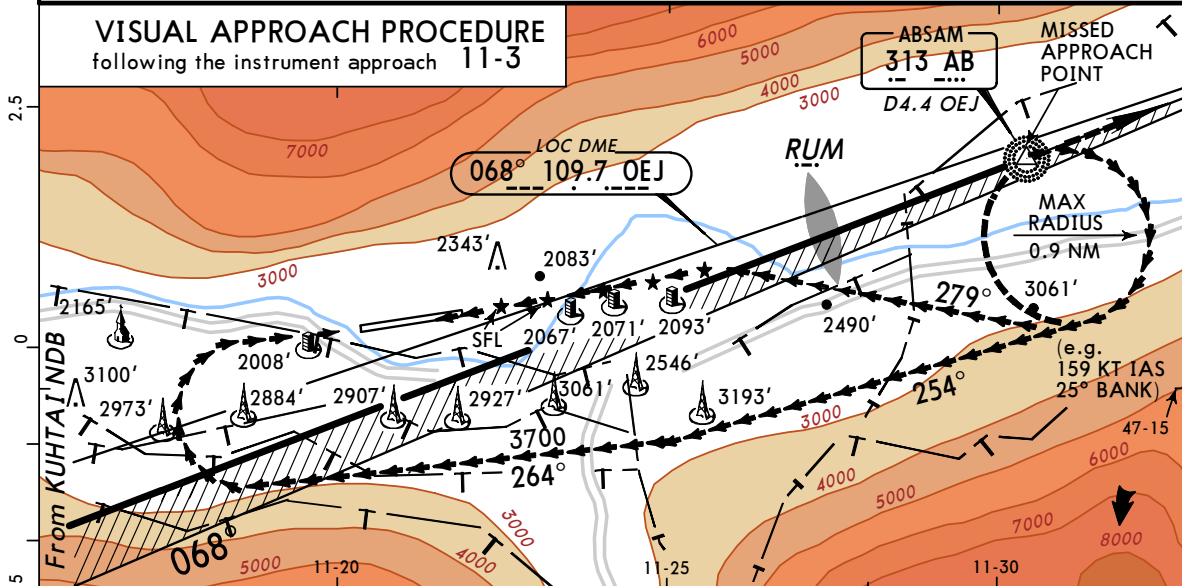 VISUAL APPROACH PROCEDURE
following the instrument approach 11-3
6000
5000
4000
3000
ABSAM
313 AB
D4.4 OEJ
MISSED
APPROACH
POINT
2.5
7000
LOC DME
068° 109.7 OEJ
RUM
MAX
RADIUS
0.9 NM
2343'
2083'
3000
2165'
279°
3061'
2490'
SFL
2067'
2071'
2093'
0
2008'
2546'
(e.g.
159 KT IAS
25° BANK)
3100'
2973'
2884'
2907'
2927'
3061'
3193'
254°
3000
47-15
3700
264°
From KUHTAI NDB
068°
3000
4000
5000
6000
7000
8000
4000
5000
5
11-20
11-25
11-30